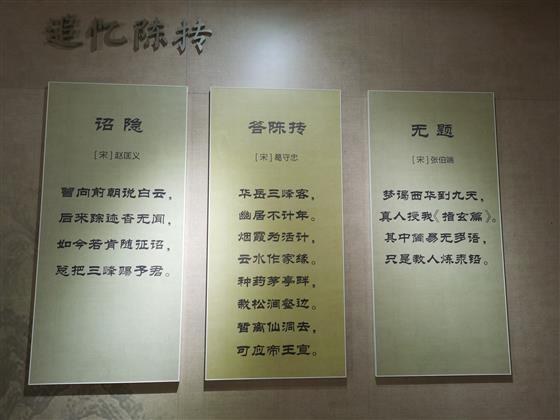 追忆陈抟
诏隐
[宋]赵匡义
曾向前朝说白云，
后来踪迹杳无闻，
如今若肯随征诏，
总把三峰赐予君。
答陈抟
[宋]葛守忠
华岳三峰客，
幽居不计年。
烟霞为活计，
云水作家缘。
种药茅亭畔，
栽松涧壑边。
暂离仙洞去，
可应帝王宣。
无题
[宋]张伯端
梦谒西华到九天，
真人授我《指玄篇》。
其中简易无多语，
只是教人炼汞铅。